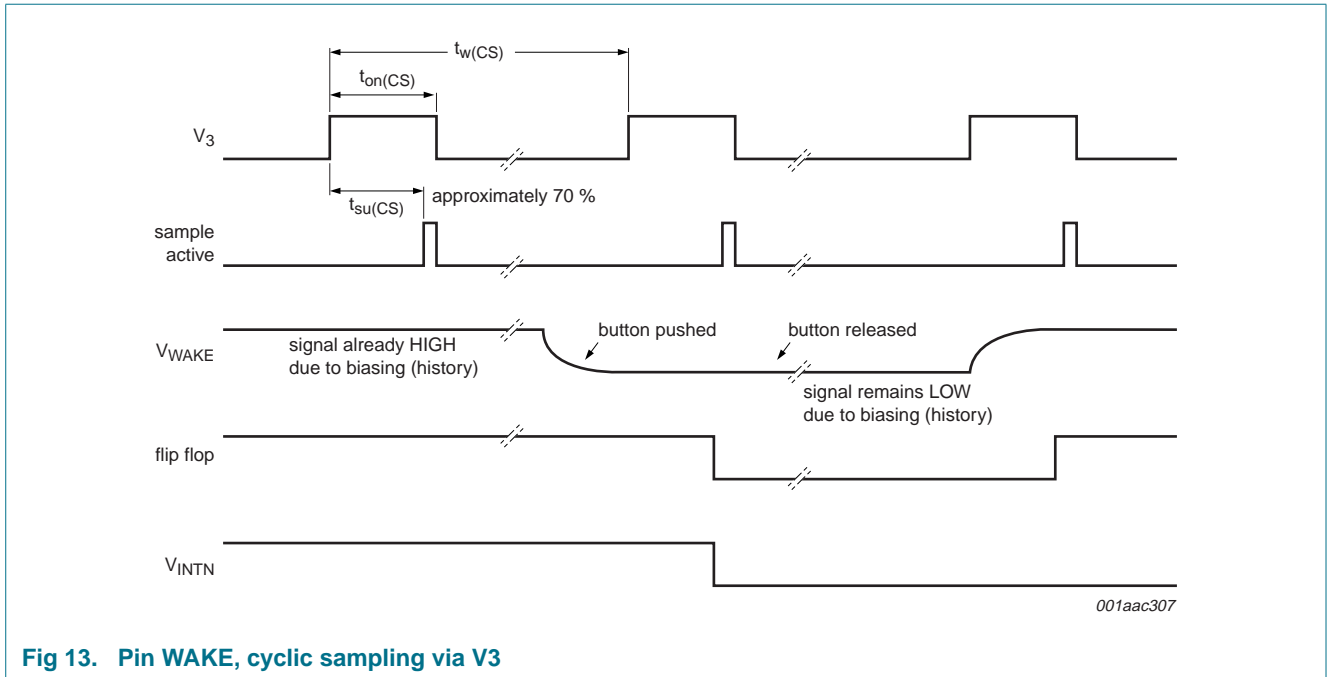 tw(CS)
ton(CS)
V3
tsu(CS)
approximately 70 %
sample
active
VWAKE
signal already HIGH
due to biasing (history)
button pushed
button released
signal remains LOW
due to biasing (history)
flip flop
VINTN
001aac307
Fig 13. Pin WAKE, cyclic sampling via V3